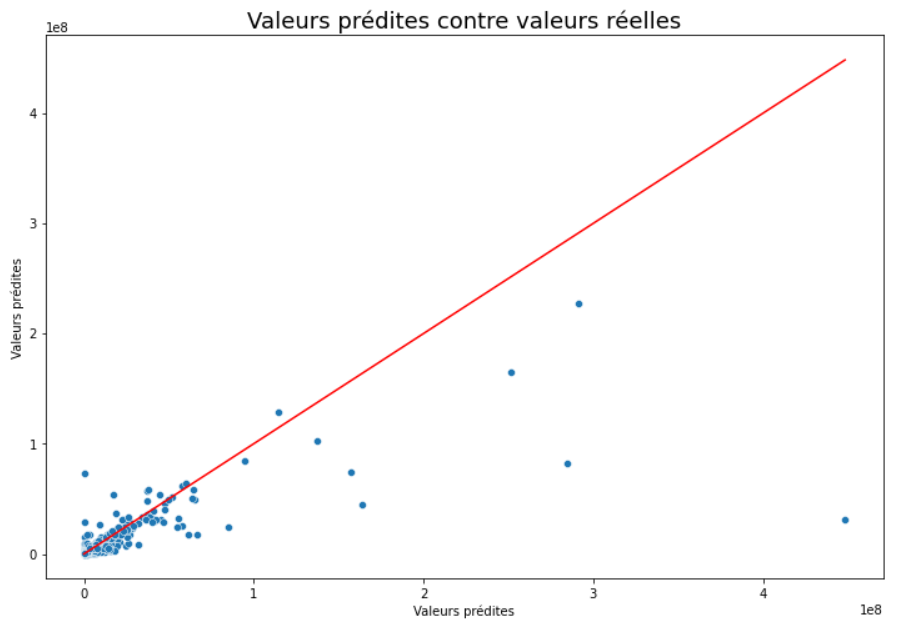 Valeurs prédites contre valeurs réelles
1e8
4
3
2
1
0
Valeurs prédites
0 1 2 3 4
Valeurs prédites
1e8